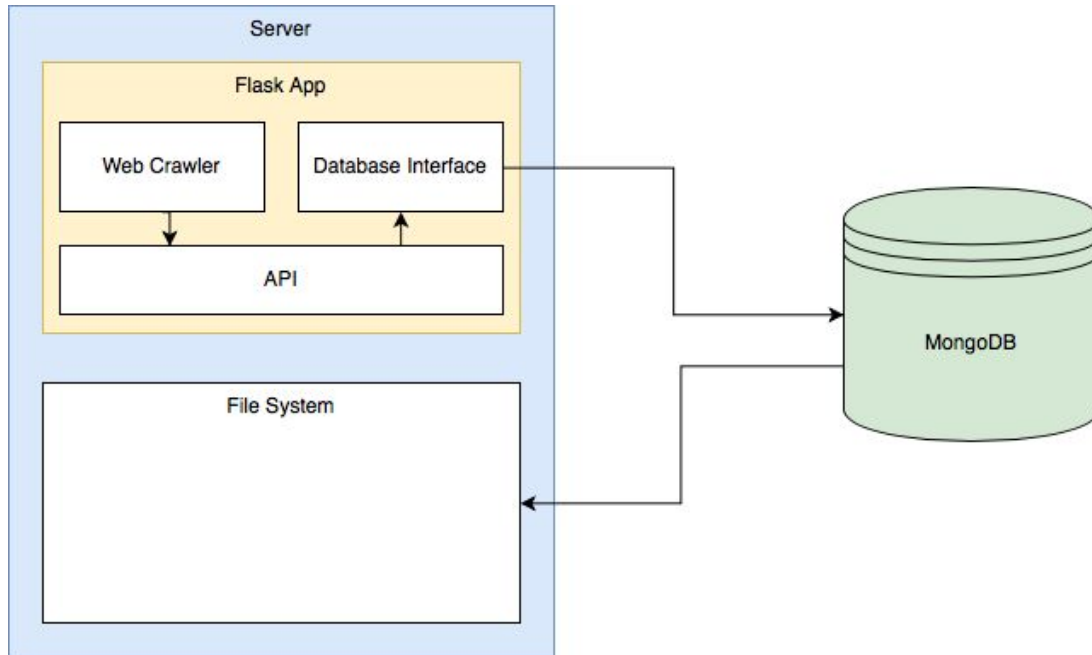 Server
Flask App
Web Crawler
Database Interface
API
MongoDB
File System